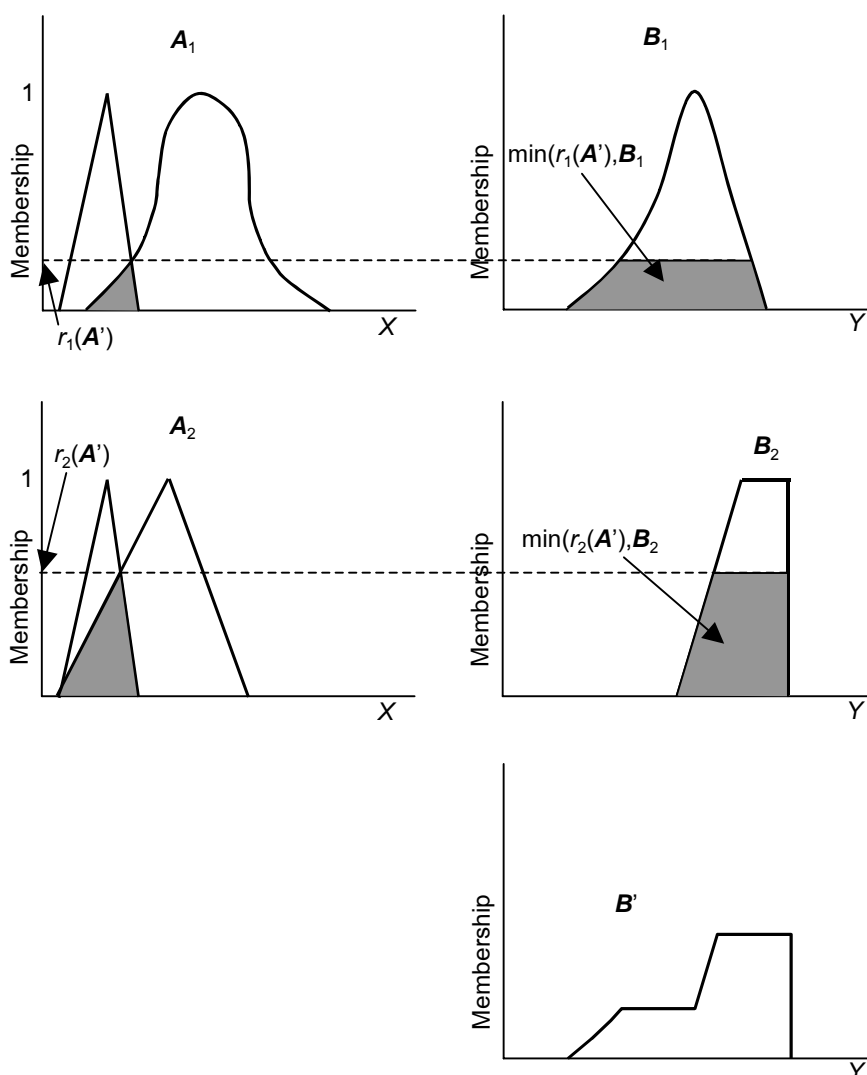 A₁
B₁
1
Membership
min(r₁(A’),B₁
Membership
X
Y
r₁(A’)
A₂
r₂(A’)
B₂
1
Membership
min(r₂(A’),B₂
Membership
X
Y
B’
Membership
Y